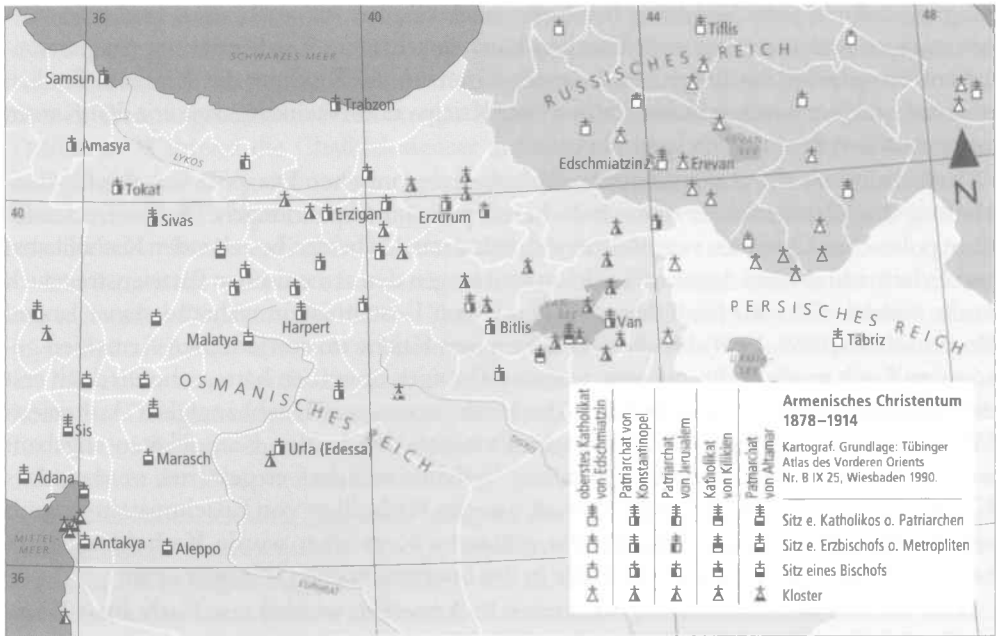 36
40
44
48
Tiflis
SCHWARZES MEER
RUSSISCHES REICH
Samsun
Trabzon
Amasya
LYKOS
Edschmiatzin
Erevan
N
Tokat
40
Sivas
Erzigan
Erzurum
PERSISCHES REICH
Harpert
Bitlis
Van
Täbriz
Malatya
OSMANISCHES REICH
Sis
Urla (Edessa)
Marasch
Adana
MITTEL-
MEER
Antakya
Aleppo
36
Armenisches Christentum
1878–1914
Kartograf. Grundlage: Tübinger
Atlas des Vorderen Orients
Nr. B IX 25, Wiesbaden 1990.
oberstes Katholikat
von Edschmiatzin
Patriarchat von
Konstantinopel
Patriarchat
von Jerusalem
Katholikat
von Kilikien
Patriarchat
von Ahtamar
Sitz e. Katholikos o. Patriarchen
Sitz e. Erzbischofs o. Metropliten
Sitz eines Bischofs
Kloster